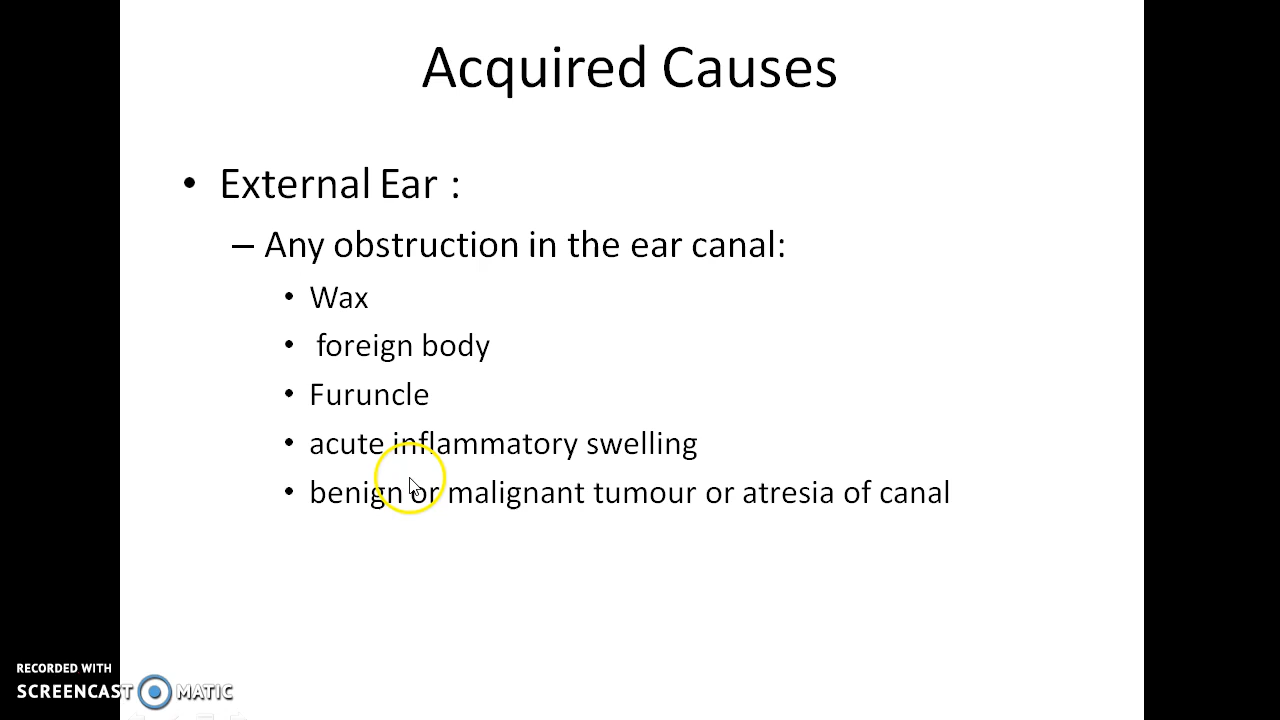 Acquired Causes
• External Ear :
– Any obstruction in the ear canal:
• Wax
• foreign body
• Furuncle
• acute inflammatory swelling
• benign or malignant tumour or atresia of canal
RECORDED WITH
SCREENCAST MATIC